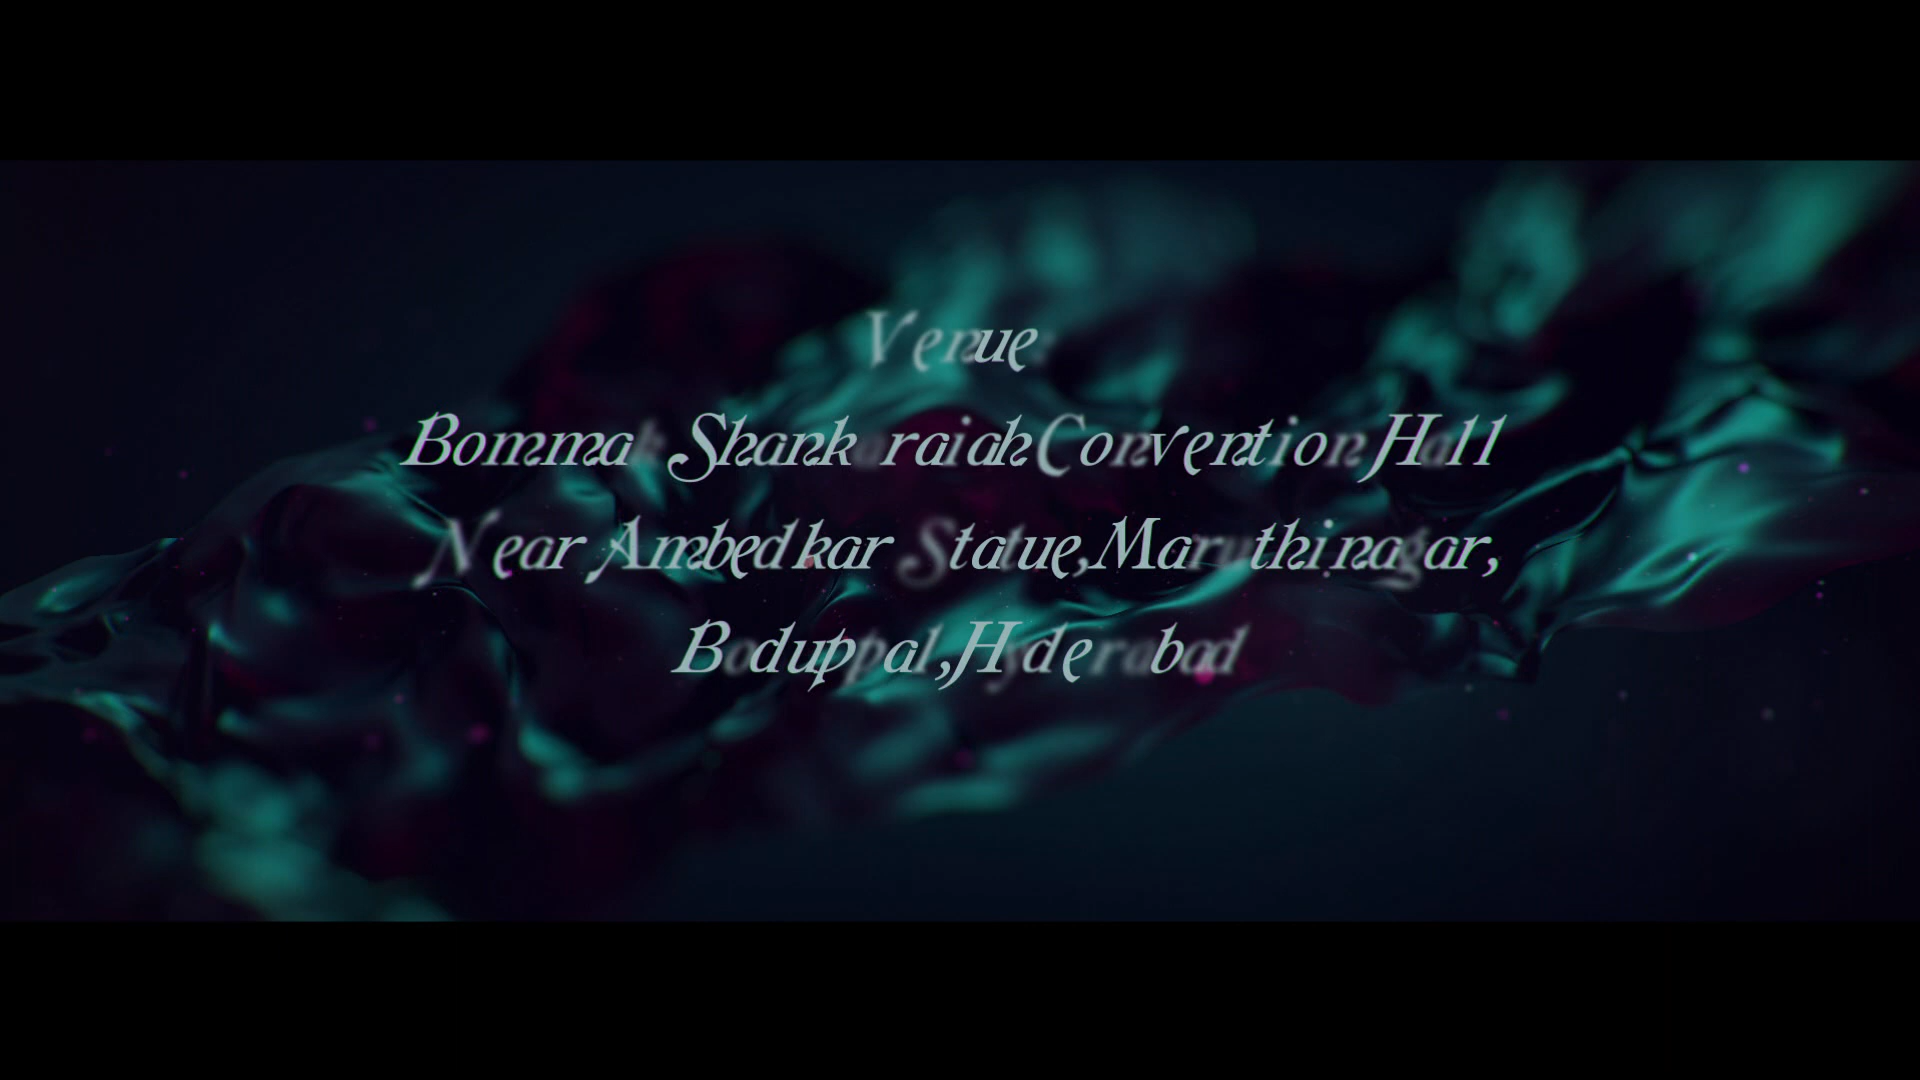 Venue:
Bommak Shankaraiah Convention Hall
Near Ambedkar Statue, Maruthinagar,
Boduppal, Hyderabad